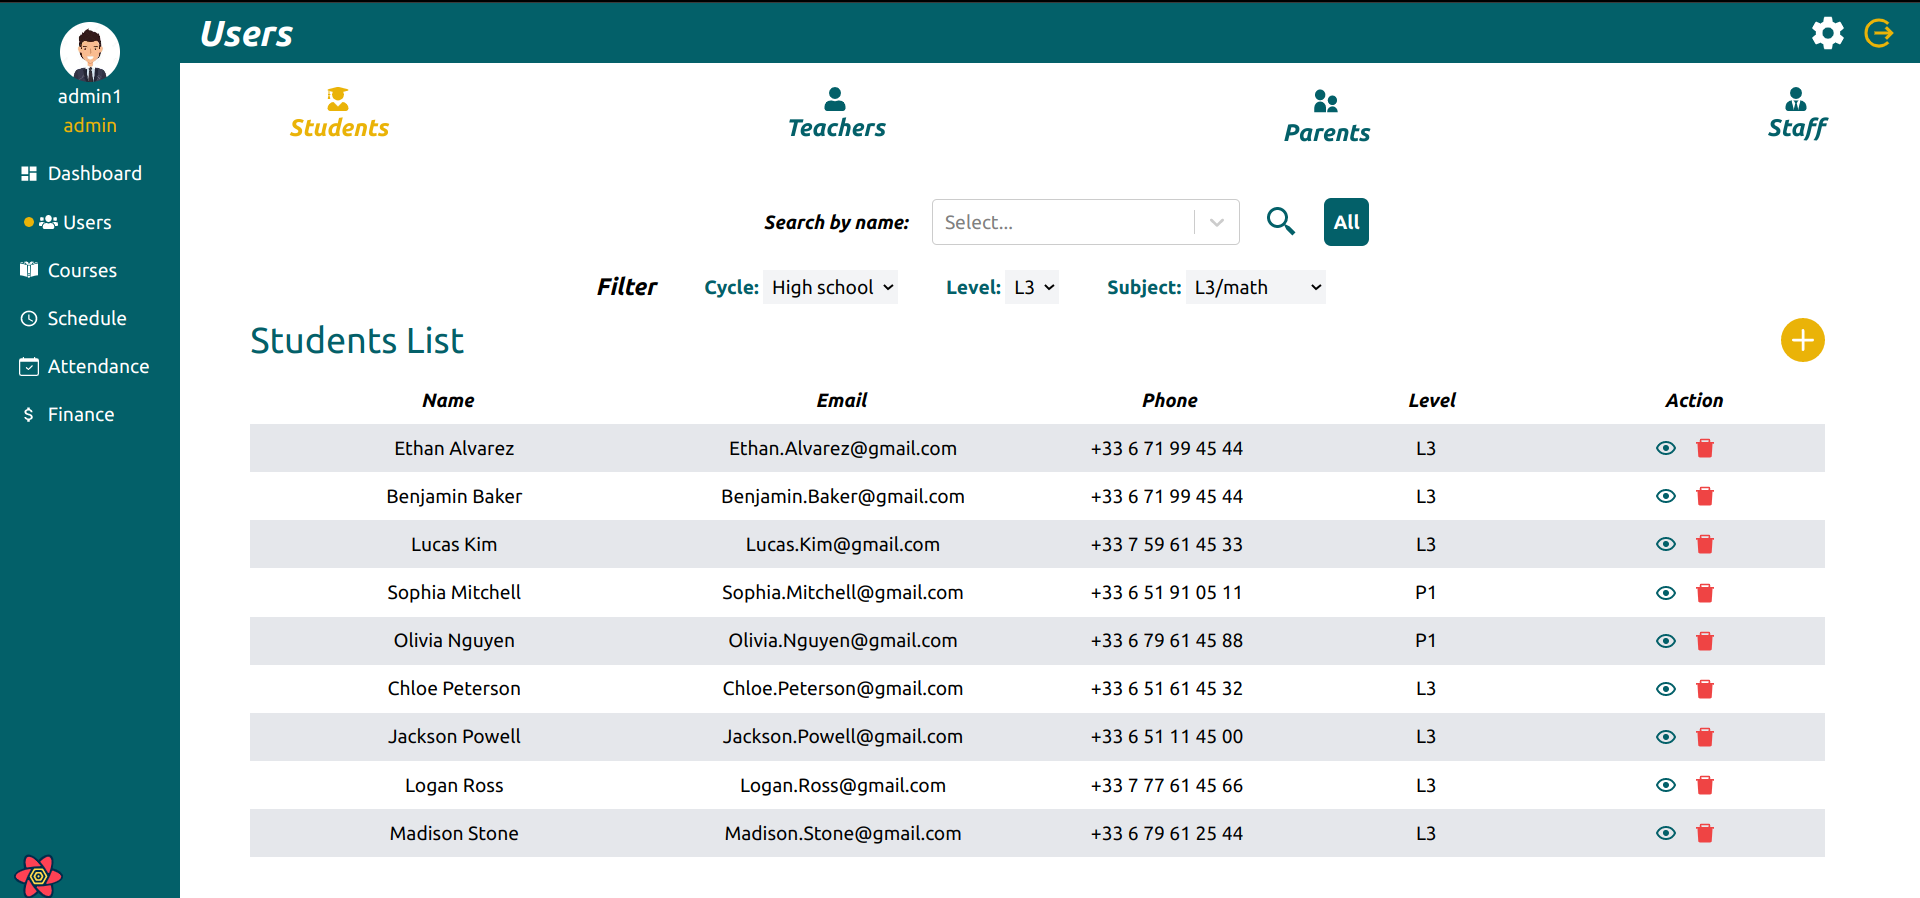 Users
admin1
admin
Dashboard
Users
Courses
Schedule
Attendance
$ Finance
Students
Teachers
Parents
Staff
Search by name: Select... All
Filter Cycle: High school Level: L3 Subject: L3/math
Students List
Name Email Phone Level Action
Ethan Alvarez Ethan.Alvarez@gmail.com +33 6 71 99 45 44 L3
Benjamin Baker Benjamin.Baker@gmail.com +33 6 71 99 45 44 L3
Lucas Kim Lucas.Kim@gmail.com +33 7 59 61 45 33 L3
Sophia Mitchell Sophia.Mitchell@gmail.com +33 6 51 91 05 11 P1
Olivia Nguyen Olivia.Nguyen@gmail.com +33 6 79 61 45 88 P1
Chloe Peterson Chloe.Peterson@gmail.com +33 6 51 61 45 32 L3
Jackson Powell Jackson.Powell@gmail.com +33 6 51 11 45 00 L3
Logan Ross Logan.Ross@gmail.com +33 7 77 61 45 66 L3
Madison Stone Madison.Stone@gmail.com +33 6 79 61 25 44 L3